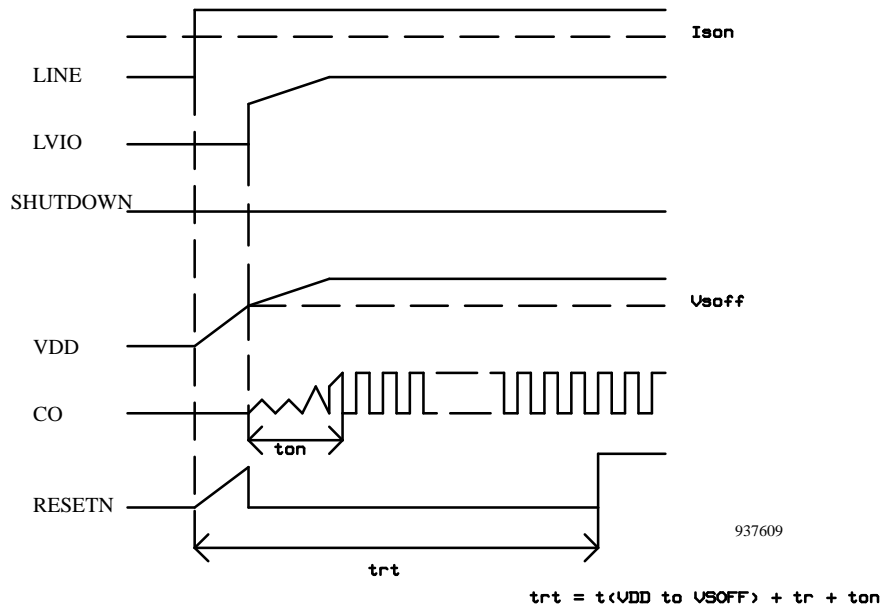 Ison
LINE
LVIO
SHUTDOWN
Vsoff
VDD
CO
ton
RESETN
937609
trt
trt = t(VDD to VSOFF) + tr + ton